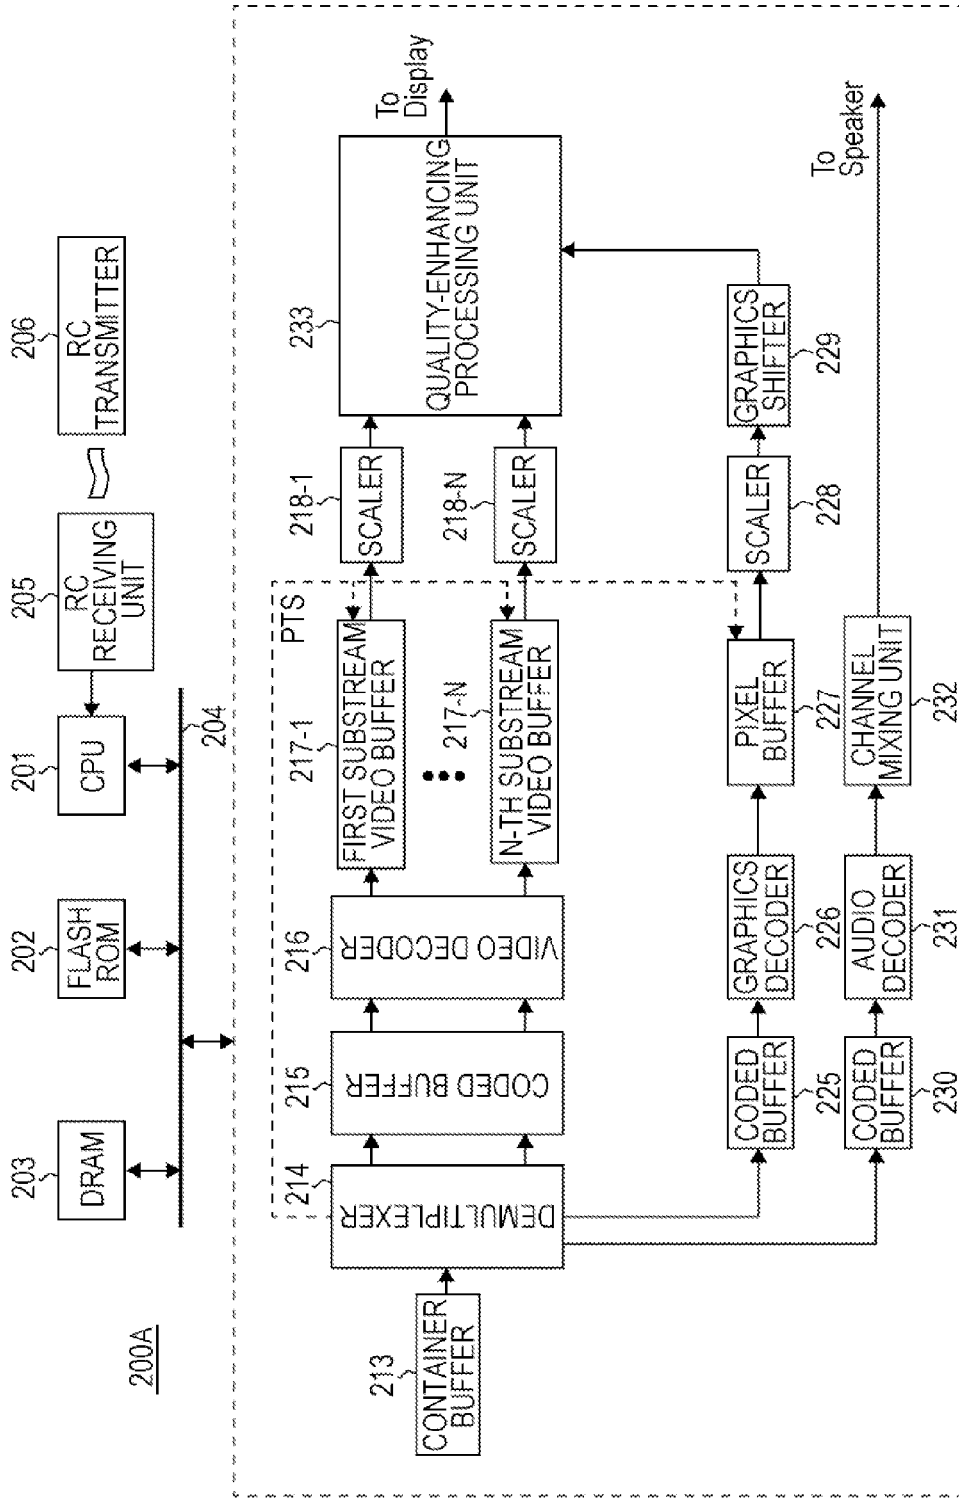 200A
203
DRAM
202
FLASH
ROM
201
CPU
205
RC
RECEIVING
UNIT
206
RC
TRANSMITTER
204
213
CONTAINER
BUFFER
214
DEMULTIPLEXER
215
CODED BUFFER
216
VIDEO DECODER
PTS
217-1
FIRST SUBSTREAM
VIDEO BUFFER
217-N
N-TH SUBSTREAM
VIDEO BUFFER
218-1
SCALER
218-N
SCALER
233
QUALITY-ENHANCING
PROCESSING UNIT
To
Display
CODED
BUFFER
225
GRAPHICS
DECODER
226
PIXEL
BUFFER
227
SCALER
228
GRAPHICS
SHIFTER
229
CODED
BUFFER
230
AUDIO
DECODER
231
CHANNEL
MIXING UNIT
232
To
Speaker